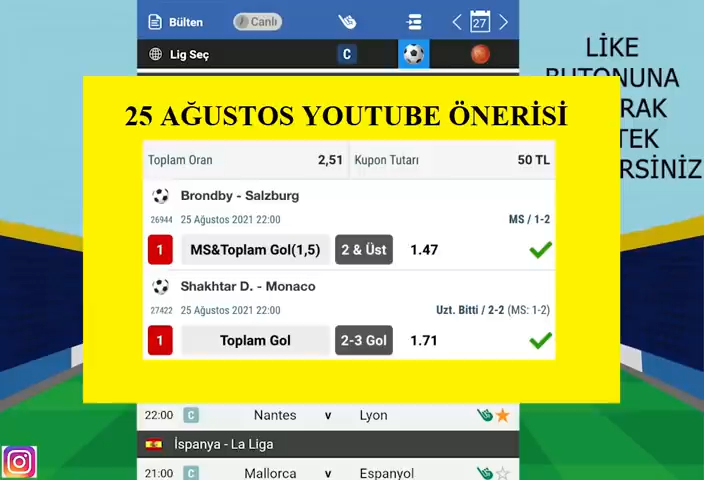 Bülten
Canlı
27
Lig Seç
C
LİKE
BUTONUNA
RAK
TEK
RSİNİZ
25 AĞUSTOS YOUTUBE ÖNERİSİ
Toplam Oran 2,51 Kupon Tutarı 50 TL
Brondby - Salzburg
26944 25 Ağustos 2021 22:00 MS / 1-2
1 MS&Toplam Gol(1,5) 2 & Üst 1.47
Shakhtar D. - Monaco
27422 25 Ağustos 2021 22:00 Uzt. Bitti / 2-2 (MS: 1-2)
1 Toplam Gol 2-3 Gol 1.71
22:00 C Nantes v Lyon
İspanya - La Liga
21:00 C Mallorca v Espanyol